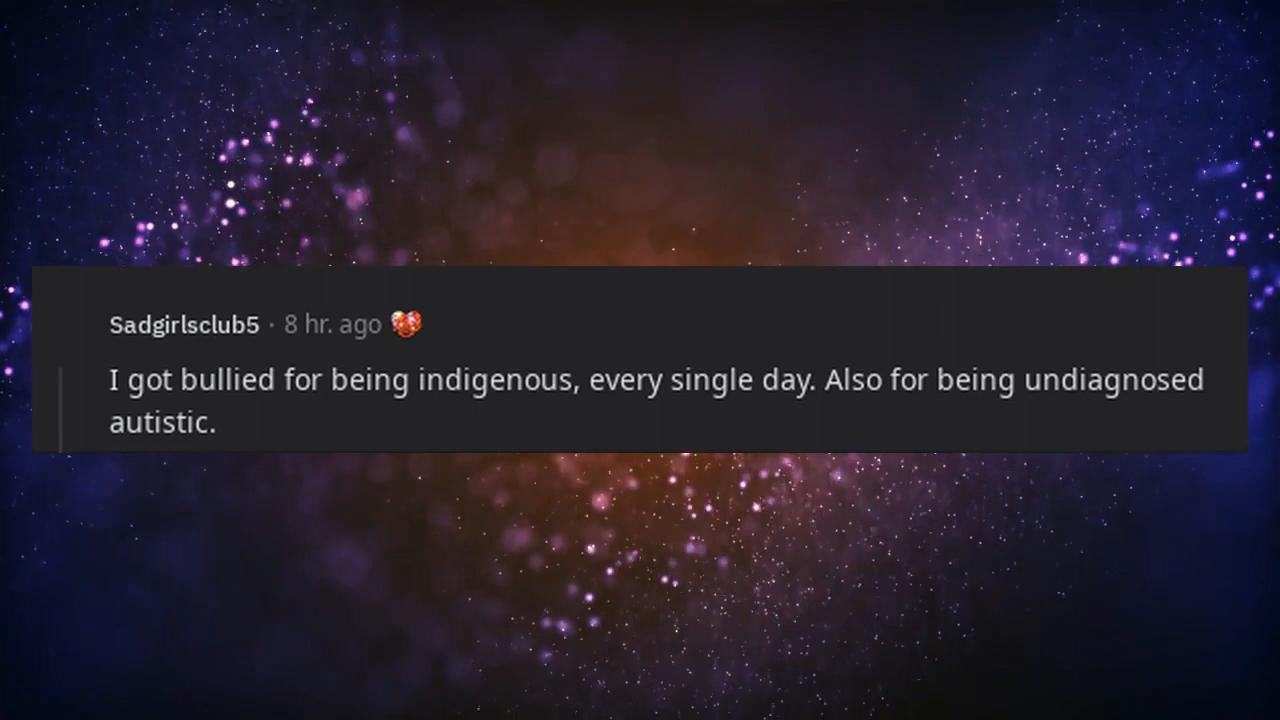 Sadgirlsclub5 · 8 hr. ago
I got bullied for being indigenous, every single day. Also for being undiagnosed
autistic.